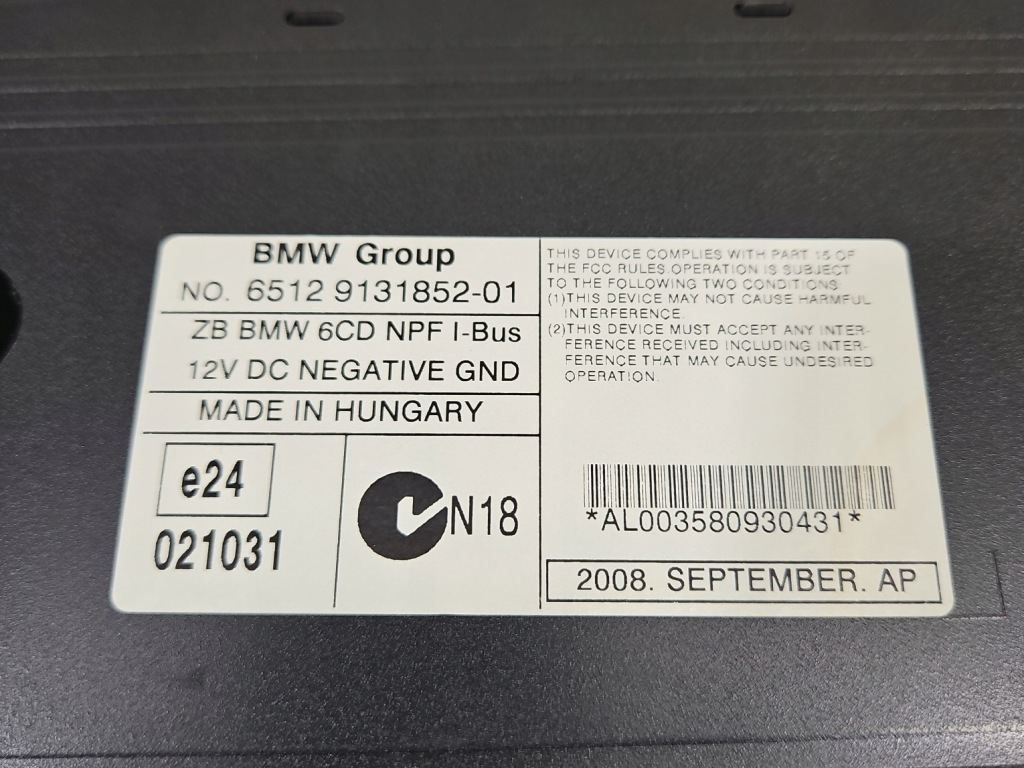 BMW Group
NO. 6512 9131852-01
ZB BMW 6CD NPF I-Bus
12V DC NEGATIVE GND
MADE IN HUNGARY
e24
021031
N18
THIS DEVICE COMPLIES WITH PART 15 OF
THE FCC RULES.OPERATION IS SUBJECT
TO THE FOLLOWING TWO CONDITIONS:
(1)THIS DEVICE MAY NOT CAUSE HARMFUL
INTERFERENCE.
(2)THIS DEVICE MUST ACCEPT ANY INTER-
FERENCE RECEIVED INCLUDING INTER-
FERENCE THAT MAY CAUSE UNDESIRED
OPERATION.
*AL003580930431*
2008. SEPTEMBER. AP